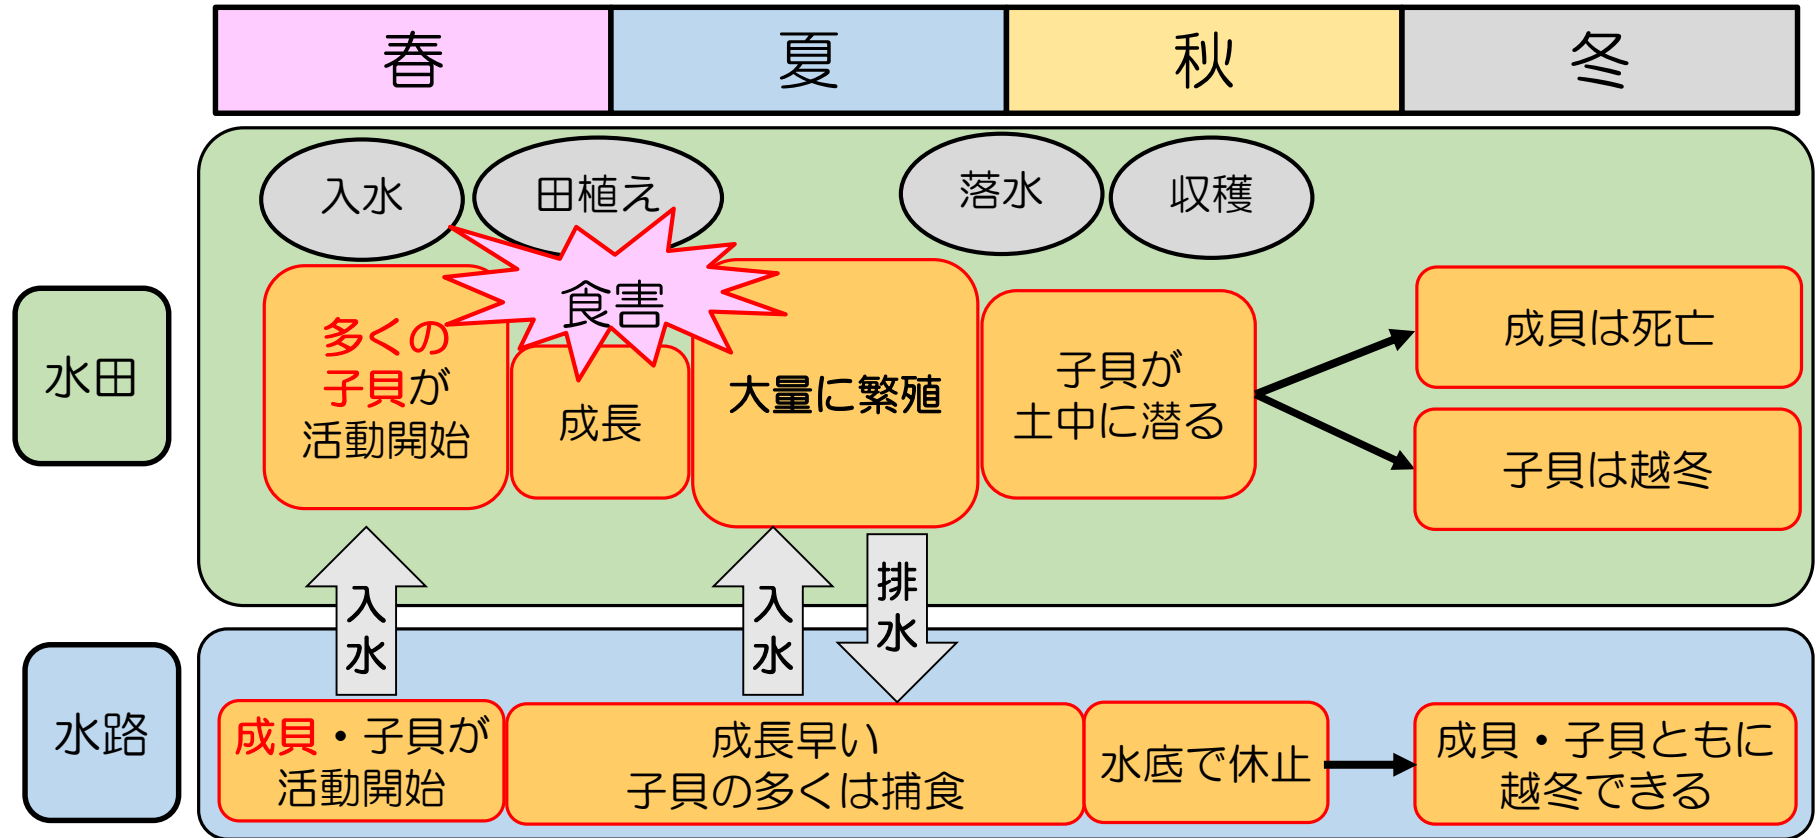 春
夏
秋
冬
水田
入水
田植え
落水
収穫
食害
多くの
子貝が
活動開始
成長
大量に繁殖
子貝が
土中に潜る
成貝は死亡
子貝は越冬
入
水
入
水
排
水
水路
成貝・子貝が
活動開始
成長早い
子貝の多くは捕食
水底で休止
成貝・子貝ともに
越冬できる